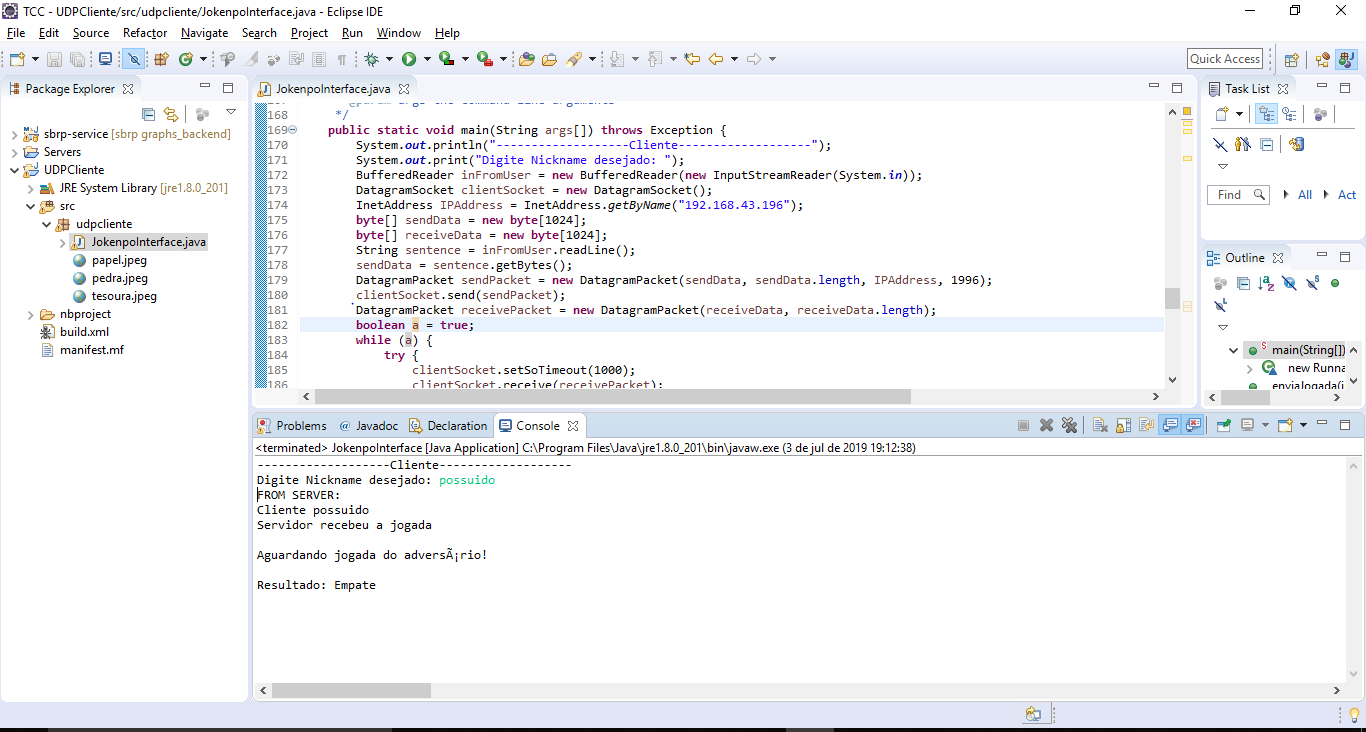 TCC - UDPCliente/src/udpcliente/JokenpoInterface.java - Eclipse IDE
File Edit Source Refactor Navigate Search Project Run Window Help
Quick Access
Package Explorer
sbrp-service [sbrp graphs_backend]
Servers
UDPCliente
JRE System Library [jre1.8.0_201]
src
udpcliente
JokenpoInterface.java
papel.jpeg
pedra.jpeg
tesoura.jpeg
nbproject
build.xml
manifest.mf
JokenpoInterface.java
168 */
169 public static void main(String args[]) throws Exception {
170 System.out.println("-------------------Cliente-------------------");
171 System.out.print("Digite Nickname desejado: ");
172 BufferedReader inFromUser = new BufferedReader(new InputStreamReader(System.in));
173 DatagramSocket clientSocket = new DatagramSocket();
174 InetAddress IPAddress = InetAddress.getByName("192.168.43.196");
175 byte[] sendData = new byte[1024];
176 byte[] receiveData = new byte[1024];
177 String sentence = inFromUser.readLine();
178 sendData = sentence.getBytes();
179 DatagramPacket sendPacket = new DatagramPacket(sendData, sendData.length, IPAddress, 1996);
180 clientSocket.send(sendPacket);
181 DatagramPacket receivePacket = new DatagramPacket(receiveData, receiveData.length);
182 boolean a = true;
183 while (a) {
184 try {
185 clientSocket.setSoTimeout(1000);
186 clientSocket.receive(receivePacket);
Task List
Find All Act
Outline
main(String[])
new Runna
enviaJogada(i
Problems Javadoc Declaration Console
<terminated> JokenpoInterface [Java Application] C:\Program Files\Java\jre1.8.0_201\bin\javaw.exe (3 de jul de 2019 19:12:38)
-------------------Cliente-------------------
Digite Nickname desejado: possuido
FROM SERVER:
Cliente possuido
Servidor recebeu a jogada
Aguardando jogada do adversÃ¡rio!
Resultado: Empate